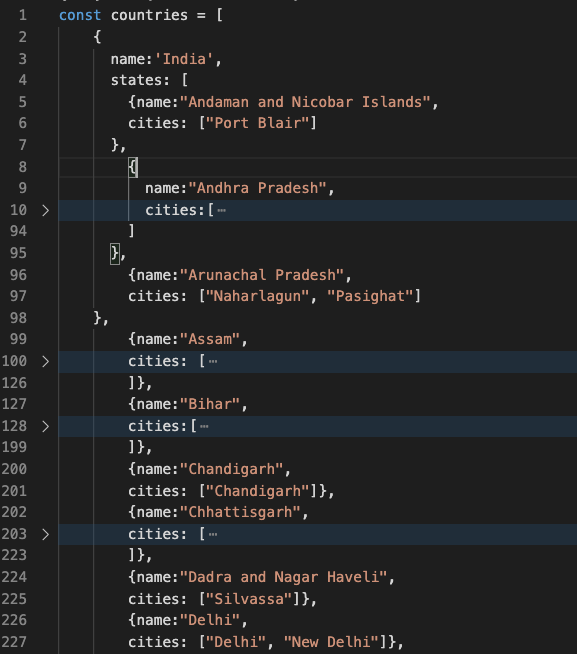 1 const countries = [
2 {
3 name:'India',
4 states: [
5 {name:"Andaman and Nicobar Islands",
6 cities: ["Port Blair"]
7 },
8 {
9 name:"Andhra Pradesh",
10 > cities:[ ⋯
94 ]
95 },
96 {name:"Arunachal Pradesh",
97 cities: ["Naharlagun", "Pasighat"]
98 },
99 {name:"Assam",
100 > cities: [ ⋯
126 ]},
127 {name:"Bihar",
128 > cities:[ ⋯
199 ]},
200 {name:"Chandigarh",
201 cities: ["Chandigarh"]},
202 {name:"Chhattisgarh",
203 > cities: [ ⋯
223 ]},
224 {name:"Dadra and Nagar Haveli",
225 cities: ["Silvassa"]},
226 {name:"Delhi",
227 cities: ["Delhi", "New Delhi"]},